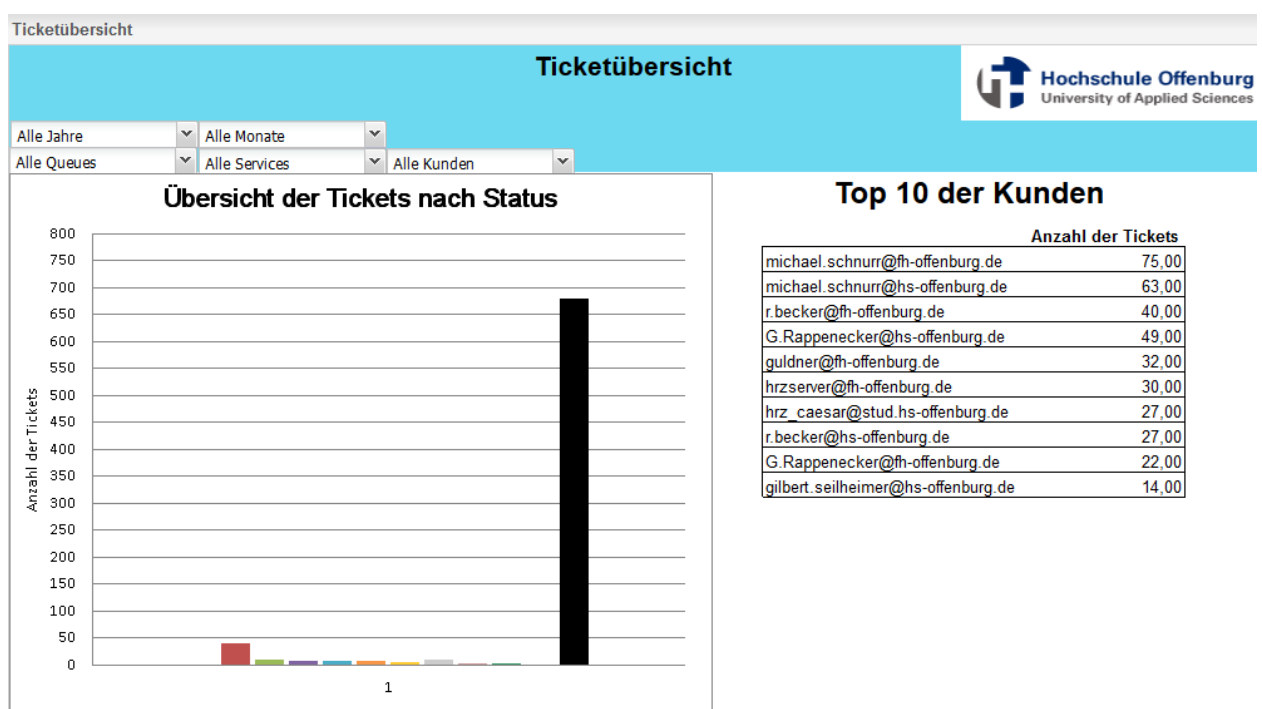 Ticketübersicht
Ticketübersicht
Hochschule Offenburg
University of Applied Sciences
Alle Jahre Alle Monate
Alle Queues Alle Services Alle Kunden
Übersicht der Tickets nach Status
800
750
700
650
600
550
500
450
400
350
300
250
200
150
100
50
0
Anzahl der Tickets
1
Top 10 der Kunden
Anzahl der Tickets
michael.schnurr@fh-offenburg.de 75,00
michael.schnurr@hs-offenburg.de 63,00
r.becker@fh-offenburg.de 40,00
G.Rappenecker@hs-offenburg.de 49,00
guldner@fh-offenburg.de 32,00
hrzserver@fh-offenburg.de 30,00
hrz_caesar@stud.hs-offenburg.de 27,00
r.becker@hs-offenburg.de 27,00
G.Rappenecker@fh-offenburg.de 22,00
gilbert.seilheimer@hs-offenburg.de 14,00